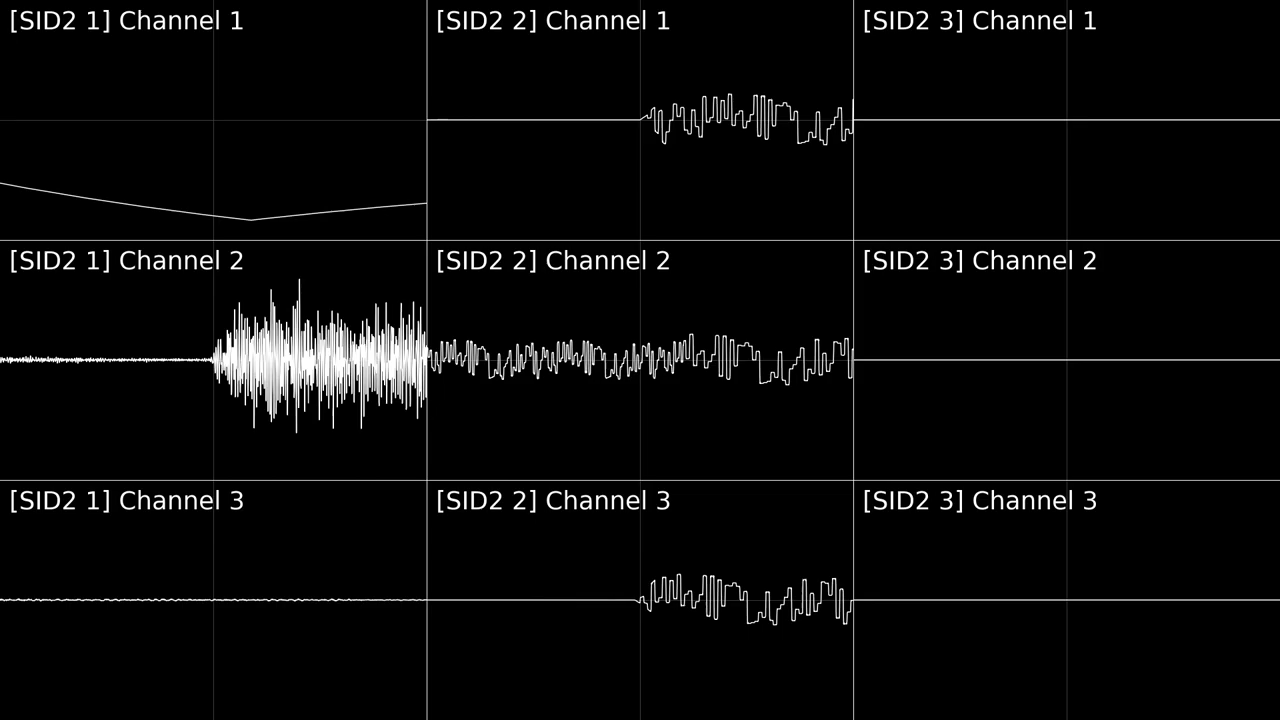 [SID2 1] Channel 1
[SID2 2] Channel 1
[SID2 3] Channel 1
[SID2 1] Channel 2
[SID2 2] Channel 2
[SID2 3] Channel 2
[SID2 1] Channel 3
[SID2 2] Channel 3
[SID2 3] Channel 3